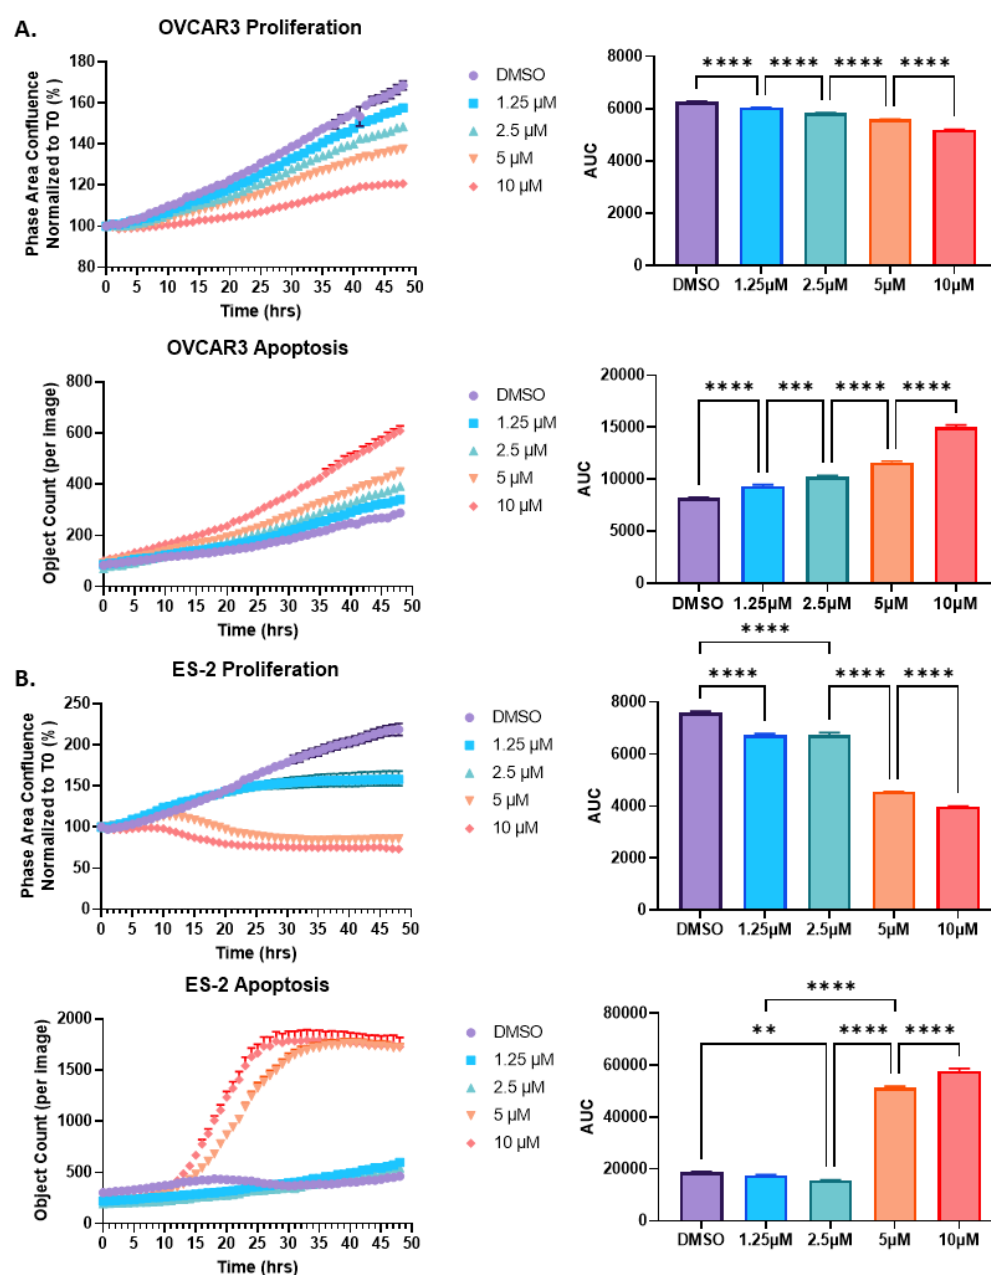 A.
OVCAR3 Proliferation
Phase Area Confluence
Normalized to T0 (%)
180
160
140
120
100
80
0 5 10 15 20 25 30 35 40 45 50
Time (hrs)
DMSO
1.25 µM
2.5 µM
5 µM
10 µM
AUC
8000
6000
4000
2000
0
**** **** **** ****
DMSO 1.25µM 2.5µM 5µM 10µM
OVCAR3 Apoptosis
Opject Count (per image)
800
600
400
200
0
0 5 10 15 20 25 30 35 40 45 50
Time (hrs)
DMSO
1.25 µM
2.5 µM
5 µM
10 µM
AUC
20000
15000
10000
5000
0
**** *** **** ****
DMSO 1.25µM 2.5µM 5µM 10µM
B.
ES-2 Proliferation
Phase Area Confluence
Normalized to T0 (%)
250
200
150
100
50
0
0 5 10 15 20 25 30 35 40 45 50
Time (hrs)
DMSO
1.25 µM
2.5 µM
5 µM
10 µM
AUC
8000
6000
4000
2000
0
****
**** **** ****
DMSO 1.25µM 2.5µM 5µM 10µM
ES-2 Apoptosis
Object Count (per image)
2000
1500
1000
500
0
0 5 10 15 20 25 30 35 40 45 50
Time (hrs)
DMSO
1.25 µM
2.5 µM
5 µM
10 µM
AUC
80000
60000
40000
20000
0
****
** **** ****
DMSO 1.25µM 2.5µM 5µM 10µM